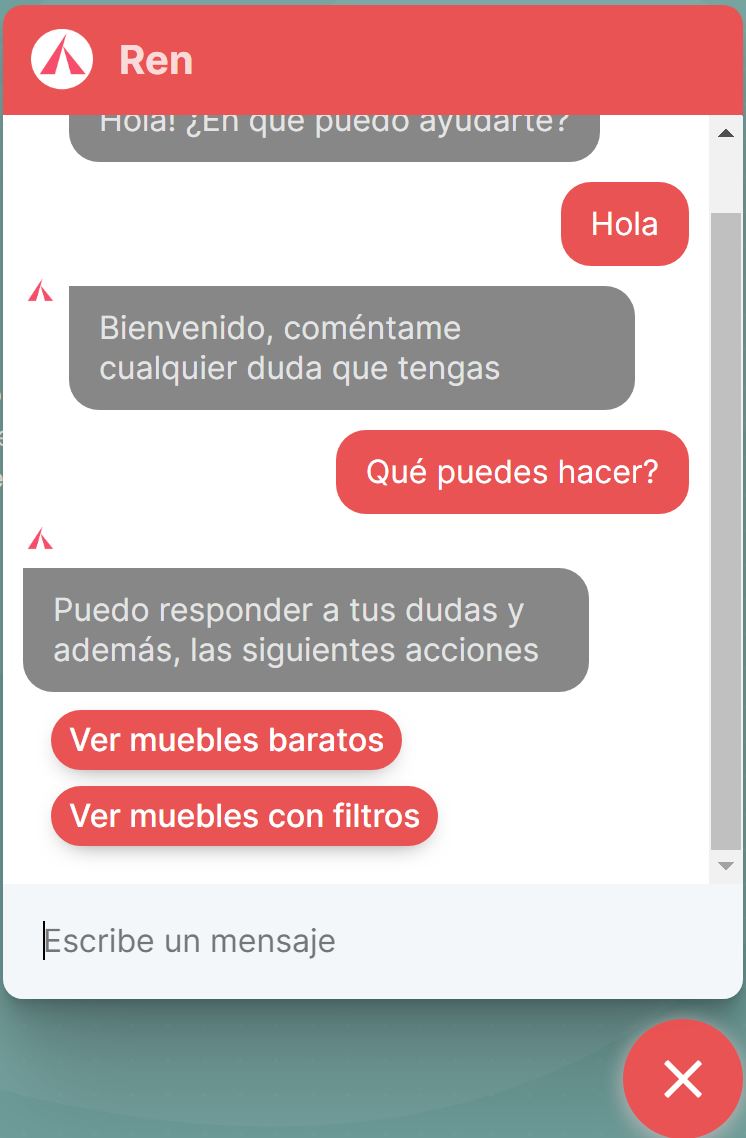 Ren
Hola! ¿En qué puedo ayudarte?
Hola
Bienvenido, coméntame
cualquier duda que tengas
Qué puedes hacer?
Puedo responder a tus dudas y
además, las siguientes acciones
Ver muebles baratos
Ver muebles con filtros
Escribe un mensaje